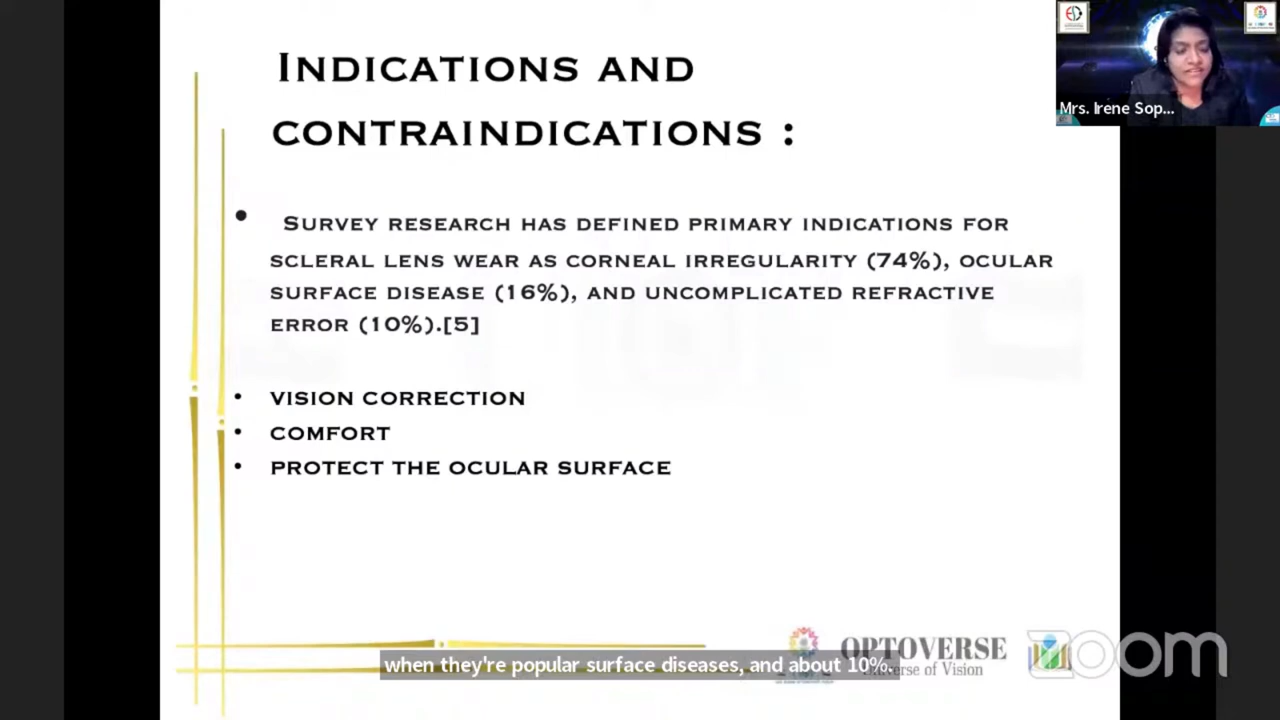 Indications and
contraindications :
Mrs. Irene Sop...
• Survey research has defined primary indications for
scleral lens wear as corneal irregularity (74%), ocular
surface disease (16%), and uncomplicated refractive
error (10%).[5]
• vision correction
• comfort
• protect the ocular surface
OPTOVERSE
Universe of Vision
zoom
when they're popular surface diseases, and about 10%.